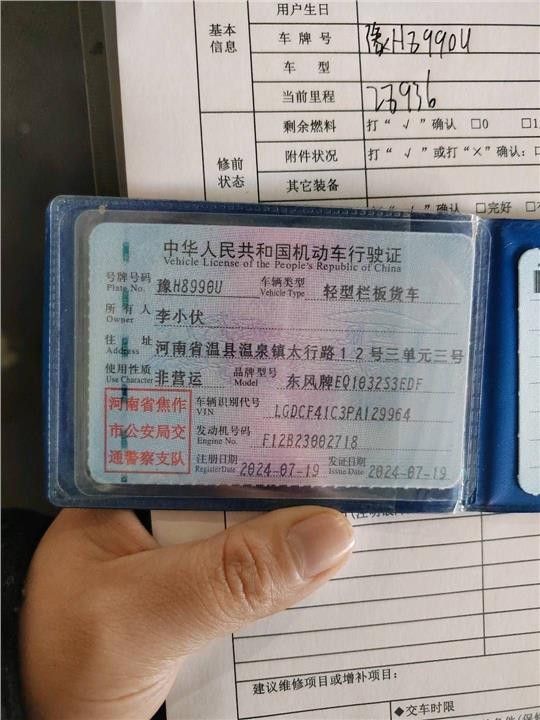 用户生日
基本
信息
车牌号
豫H8990U
车 型
当前里程
23936
修前
状态
剩余燃料
打“√”确认 □0
附件状况
打“√”或打“×”确认:
其它装备
确认 □完好
中华人民共和国机动车行驶证
Vehicle License of the People's Republic of China
号牌号码
Plate No.
豫H8990U
车辆类型
Vehicle Type
轻型栏板货车
所有人
Owner
李小伏
住 址
Address
河南省温县温泉镇太行路12号三单元三号
使用性质
Use Character
非营运
品牌型号
Model
东风牌EQ1032S3EDF
河南省焦作
市公安局交
通警察支队
车辆识别代号
VIN
LGDCF41C3PA129964
发动机号码
Engine No.
F12B23002718
注册日期
Register Date
2024-07-19
发证日期
Issue Date
2024-07-19
建议维修项目或增补项目:
◆交车时限